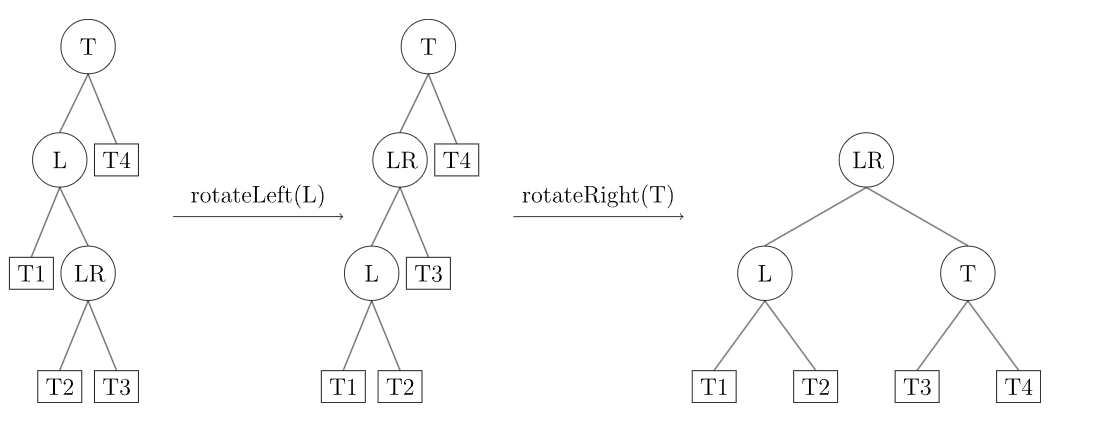 T
T
L
T4
LR
T4
LR
rotateLeft(L)
rotateRight(T)
T1
LR
L
T3
L
T
T2
T3
T1
T2
T1
T2
T3
T4